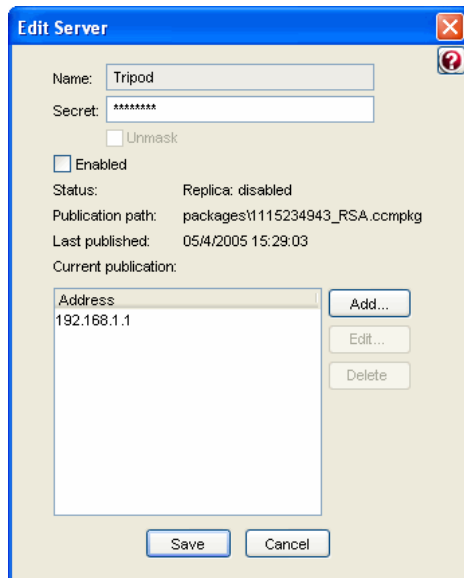 Edit Server
Name: Tripod
Secret: ********
Unmask
Enabled
Status: Replica: disabled
Publication path: packages\1115234943_RSA.ccmpkg
Last published: 05/4/2005 15:29:03
Current publication:
Address
192.168.1.1
Add...
Edit...
Delete
Save Cancel